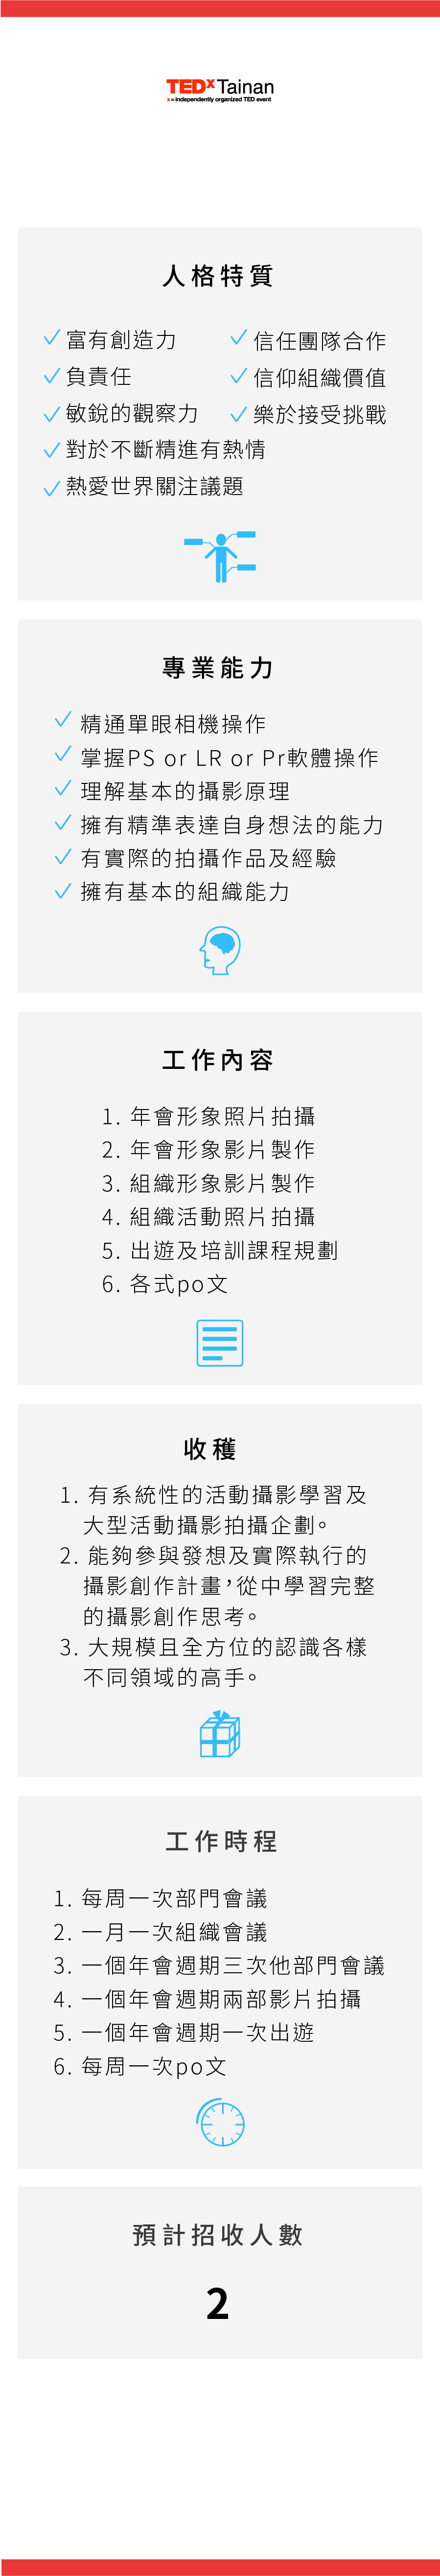 TEDxTainan
x = independently organized TED event
人格特質
富有創造力
信任團隊合作
負責任
信仰組織價值
敏銳的觀察力
樂於接受挑戰
對於不斷精進有熱情
熱愛世界關注議題
專業能力
精通單眼相機操作
掌握PS or LR or Pr軟體操作
理解基本的攝影原理
擁有精準表達自身想法的能力
有實際的拍攝作品及經驗
擁有基本的組織能力
工作內容
1. 年會形象照片拍攝
2. 年會形象影片製作
3. 組織形象影片製作
4. 組織活動照片拍攝
5. 出遊及培訓課程規劃
6. 各式po文
收穫
1. 有系統性的活動攝影學習及
大型活動攝影拍攝企劃。
2. 能夠參與發想及實際執行的
攝影創作計畫，從中學習完整
的攝影創作思考。
3. 大規模且全方位的認識各樣
不同領域的高手。
工作時程
1. 每周一次部門會議
2. 一月一次組織會議
3. 一個年會週期三次他部門會議
4. 一個年會週期兩部影片拍攝
5. 一個年會週期一次出遊
6. 每周一次po文
預計招收人數
2